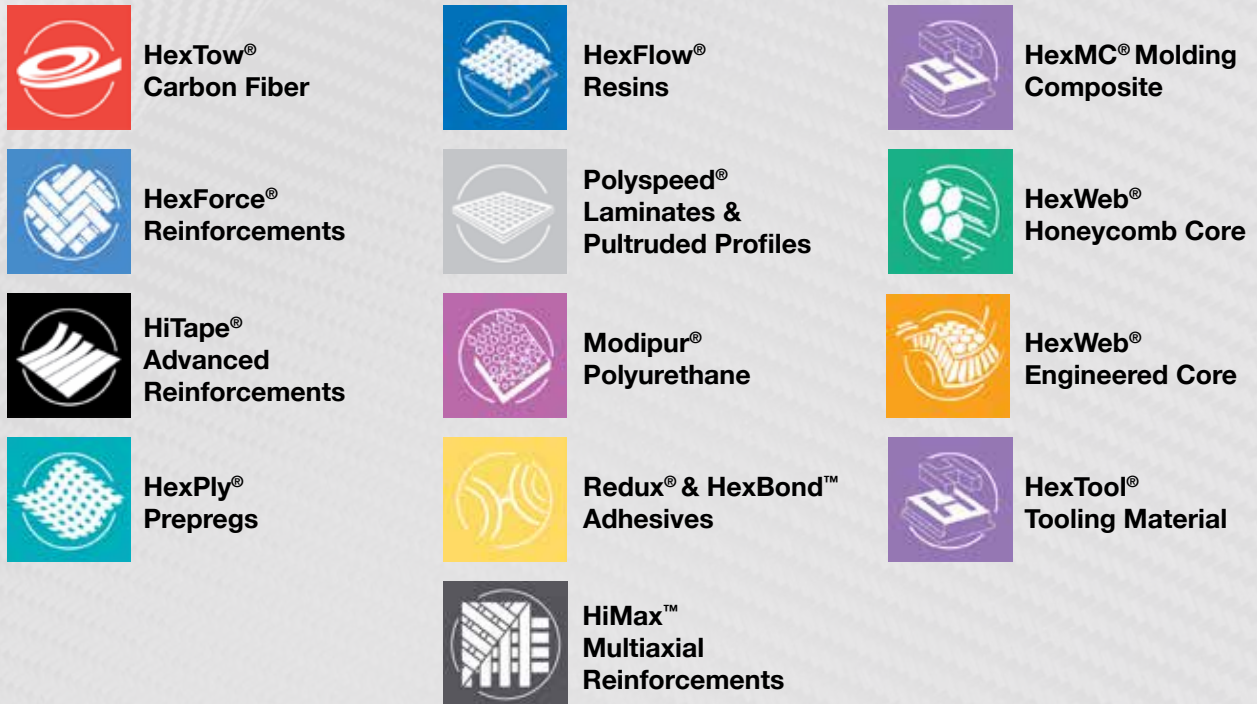 HexTow®
Carbon Fiber
HexForce®
Reinforcements
HiTape®
Advanced
Reinforcements
HexPly®
Prepregs
HexFlow®
Resins
Polyspeed®
Laminates &
Pultruded Profiles
Modipur®
Polyurethane
Redux® & HexBond™
Adhesives
HiMax™
Multiaxial
Reinforcements
HexMC® Molding
Composite
HexWeb®
Honeycomb Core
HexWeb®
Engineered Core
HexTool®
Tooling Material